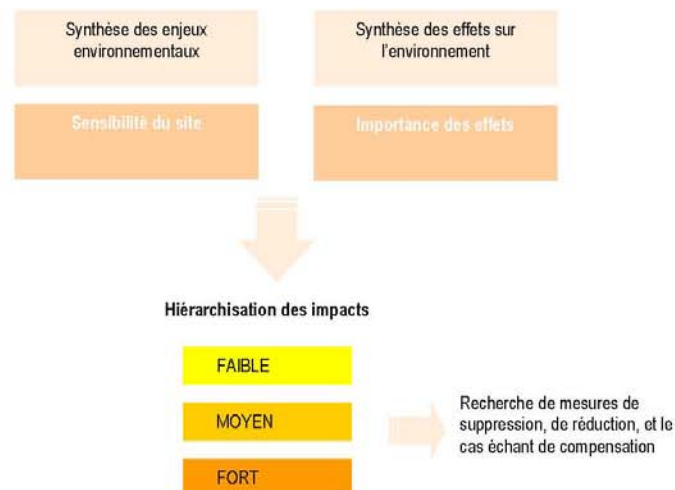 Synthèse des enjeux
environnementaux
Synthèse des effets sur
l'environnement
Sensibilité du site
Importance des effets
Hiérarchisation des impacts
FAIBLE
MOYEN
FORT
Recherche de mesures de
suppression, de réduction, et le
cas échant de compensation